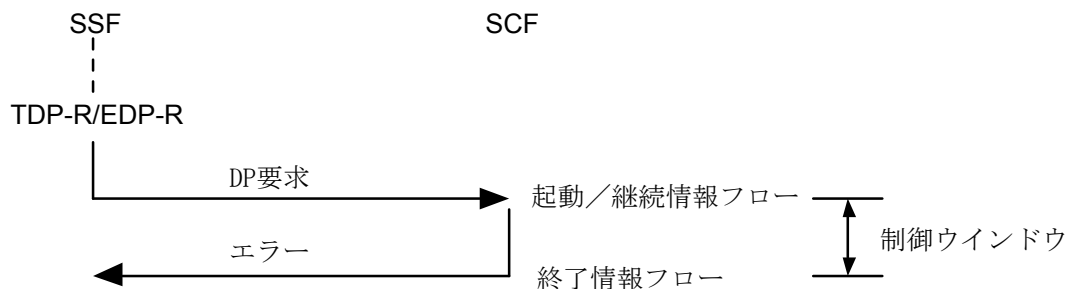 SSF
SCF
TDP-R/EDP-R
DP要求
起動／継続情報フロー
制御ウインドウ
エラー
終了情報フロー